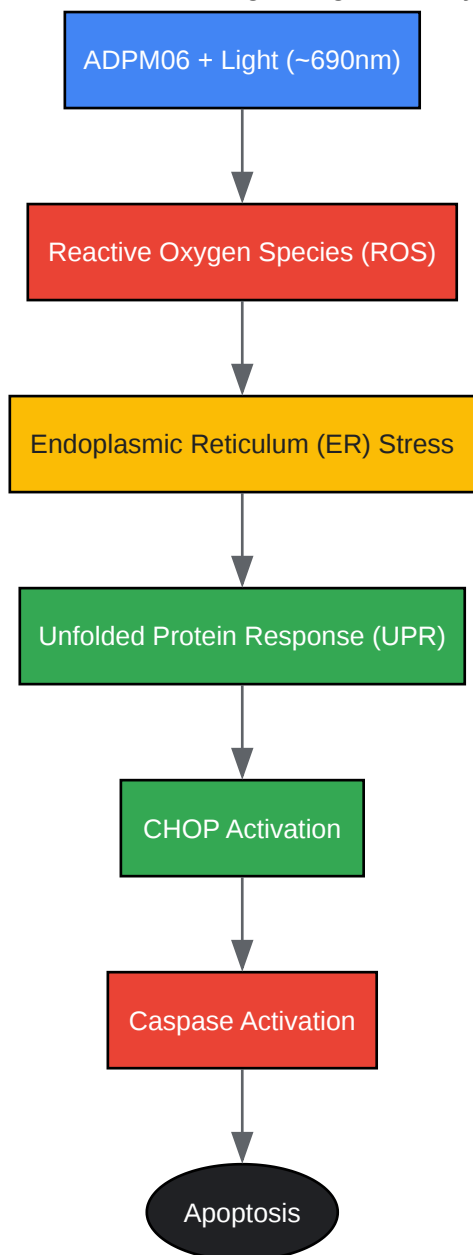 ADPM06 + Light (~690nm)
Reactive Oxygen Species (ROS)
Endoplasmic Reticulum (ER) Stress
Unfolded Protein Response (UPR)
CHOP Activation
Caspase Activation
Apoptosis